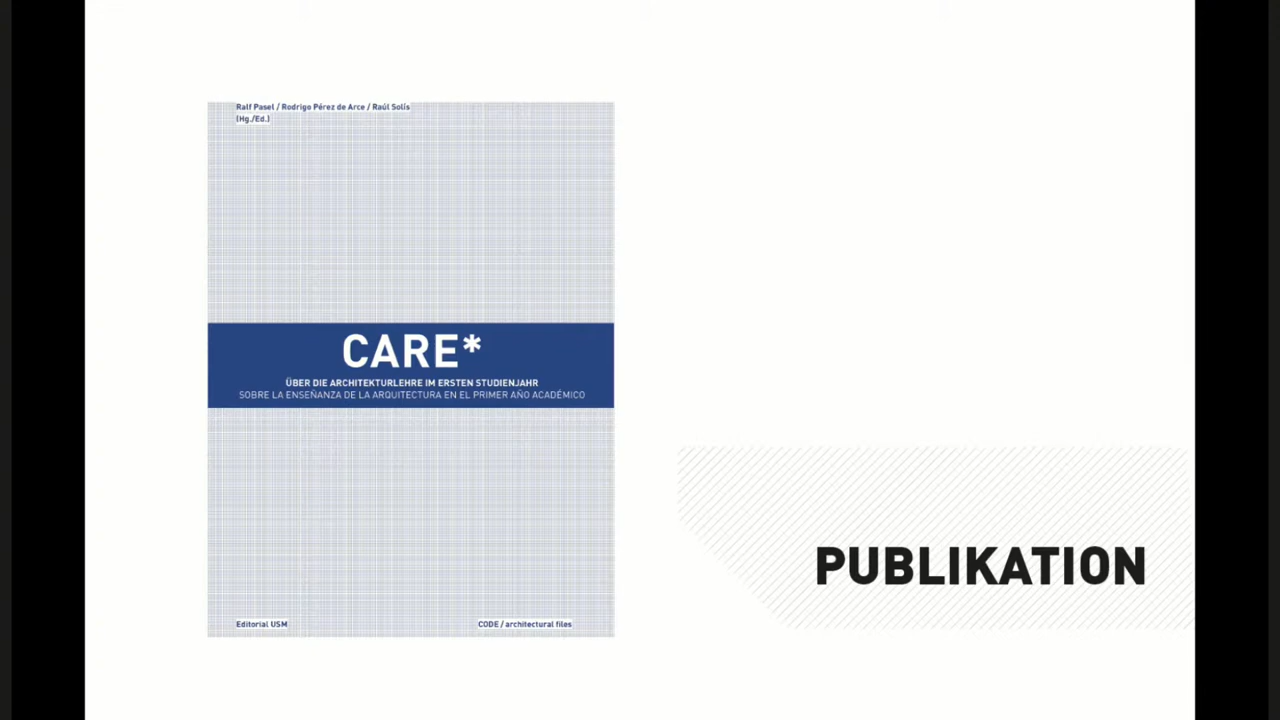 Ralf Pasel / Rodrigo Pérez de Arce / Raúl Solís
(Hg./Ed.)
CARE*
ÜBER DIE ARCHITEKTURLEHRE IM ERSTEN STUDIENJAHR
SOBRE LA ENSEÑANZA DE LA ARQUITECTURA EN EL PRIMER AÑO ACADÉMICO
Editorial USM
CODE / architectural files
PUBLIKATION